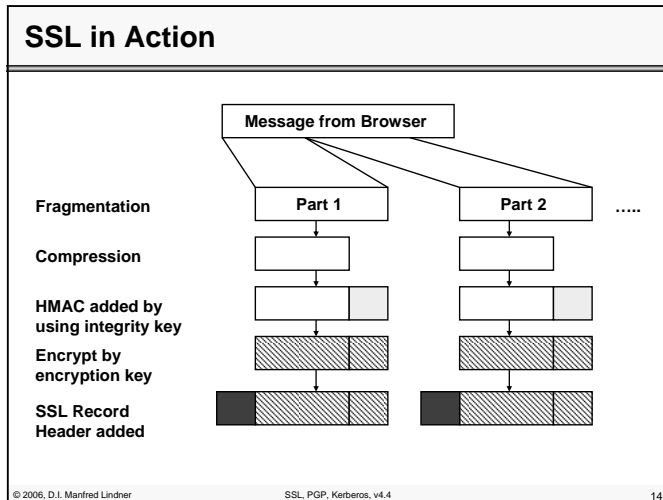 SSL in Action
Message from Browser
Fragmentation
Part 1
Part 2
…..
Compression
HMAC added by
using integrity key
Encrypt by
encryption key
SSL Record
Header added
© 2006, D.I. Manfred Lindner
SSL, PGP, Kerberos, v4.4
14